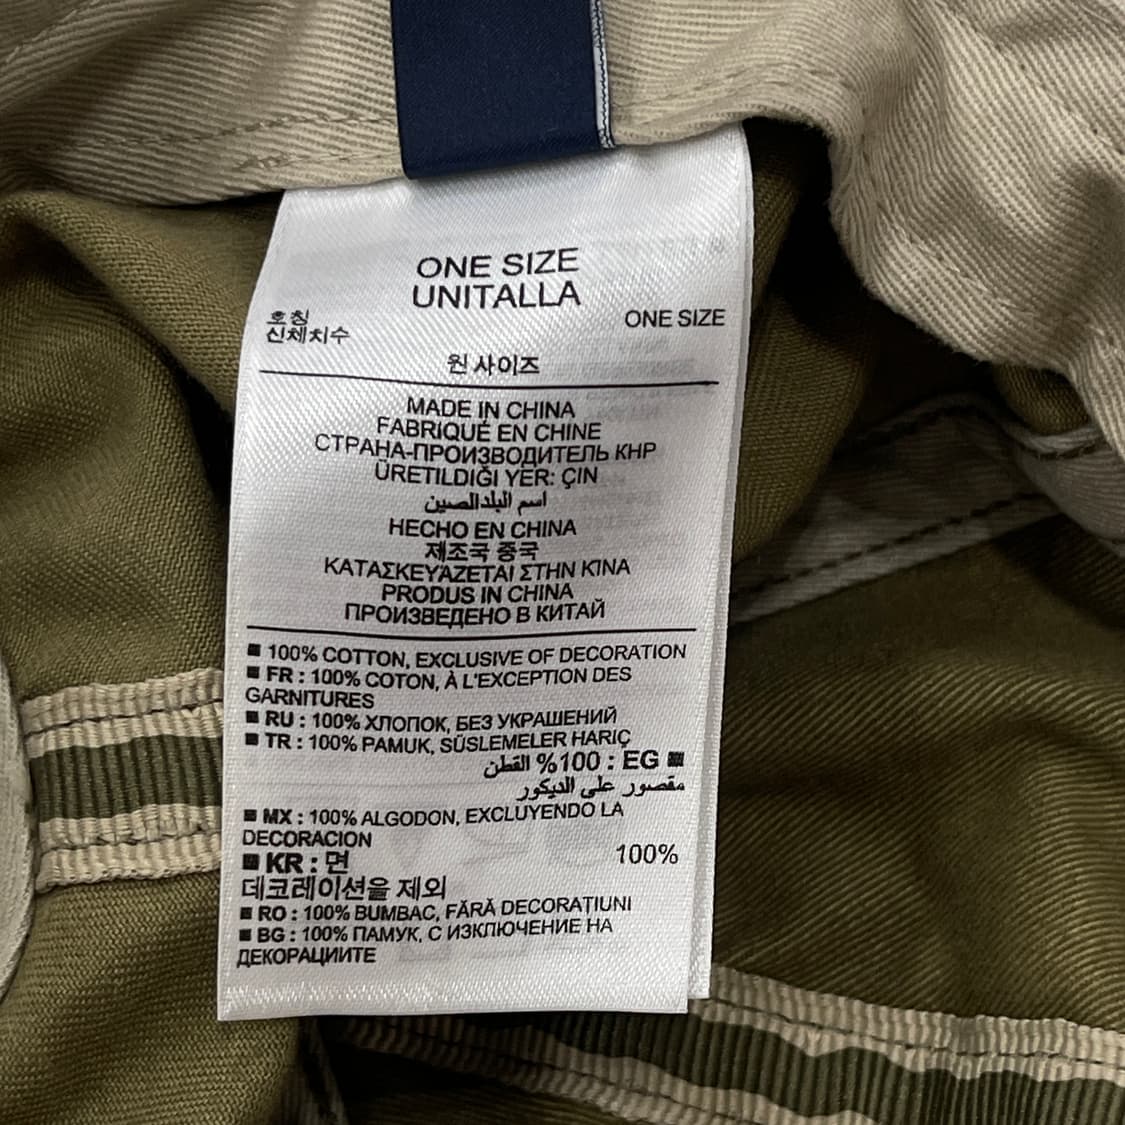 ONE SIZE
UNITALLA
호칭
신체치수
ONE SIZE
원 사이즈
MADE IN CHINA
FABRIQUÉ EN CHINE
СТРАНА-ПРОИЗВОДИТЕЛЬ КНР
ÜRETILDIĞI YER: ÇIN
اسم البلدالصين
HECHO EN CHINA
제조국 중국
ΚΑΤΑΣΚΕΥΆΖΕΤΑΙ ΣΤΗΝ ΚΊΝΑ
PRODUS IN CHINA
ПРОИЗВЕДЕНО В КИТАЙ
■ 100% COTTON, EXCLUSIVE OF DECORATION
■ FR : 100% COTON, À L'EXCEPTION DES
GARNITURES
■ RU : 100% ХЛОПОК, БЕЗ УКРАШЕНИЙ
■ TR : 100% PAMUK, SÜSLEMELER HARIÇ
■ EG : 100% القطن
مقصور على الديكور
■ MX : 100% ALGODON, EXCLUYENDO LA
DECORACION
■ KR : 면 100%
데코레이션을 제외
■ RO : 100% BUMBAC, FĂRĂ DECORAȚIUNI
■ BG : 100% ПАМУК, С ИЗКЛЮЧЕНИЕ НА
ДЕКОРАЦИИТЕ